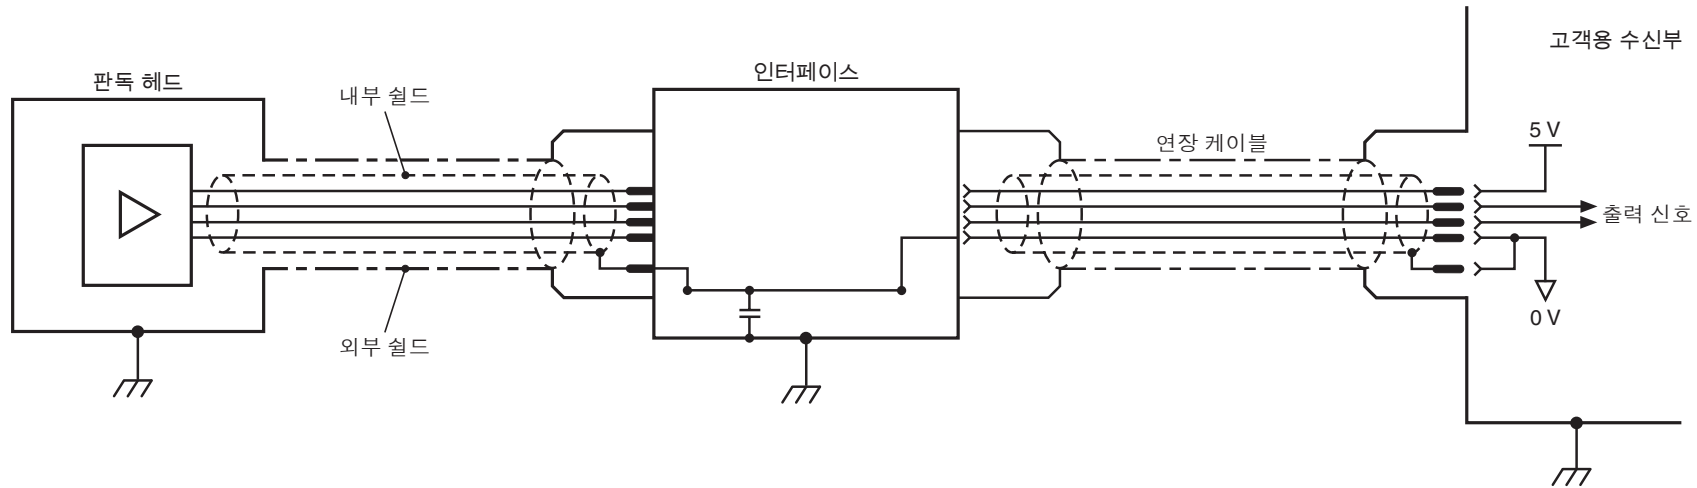 고객용 수신부
인터페이스
판독 헤드
내부 쉴드
5 V
연장 케이블
출력 신호
0 V
외부 쉴드